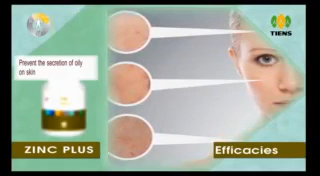 TIENS
Prevent the secretion of oily
on skin
ZINC PLUS
Efficacies